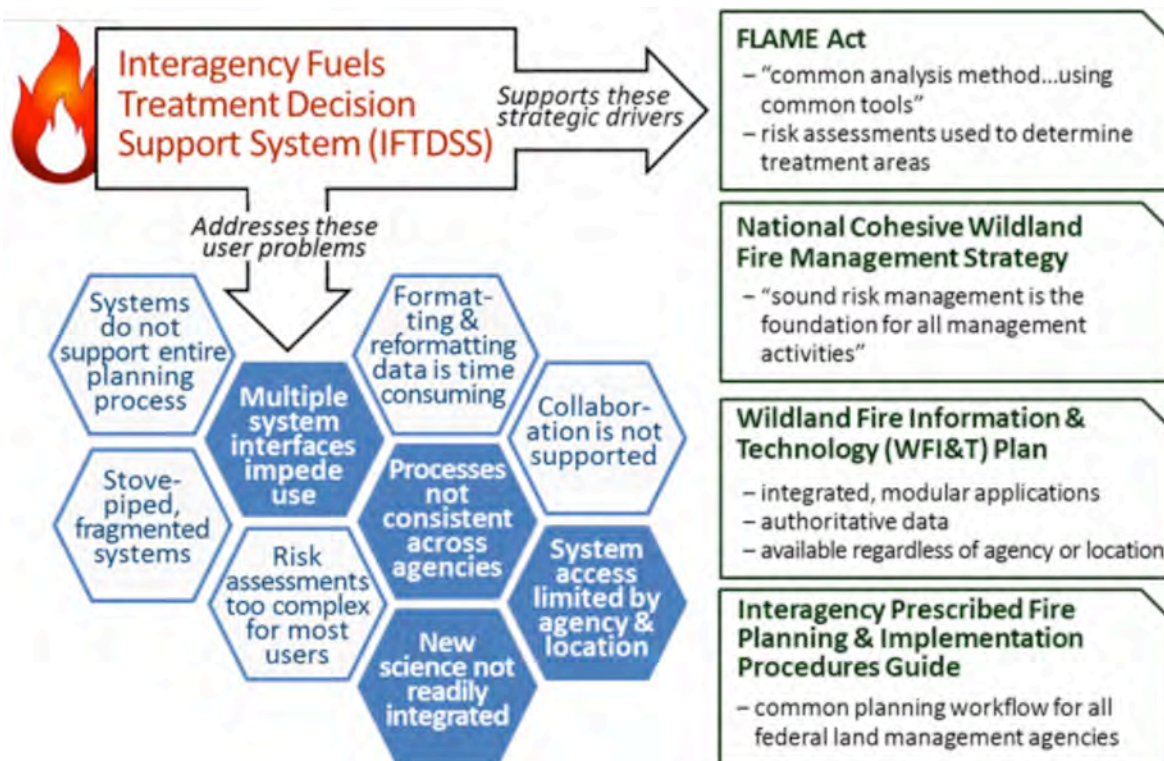 Interagency Fuels
Treatment Decision
Support System (IFTDSS)
Supports these
strategic drivers
Addresses these
user problems
Systems
do not
support entire
planning
process
Format-
ting &
reformatting
data is time
consuming
Multiple
system
interfaces
impede
use
Collabor-
ation is not
supported
Stove-
piped,
fragmented
systems
Processes
not
consistent
across
agencies
Risk
assessments
too complex
for most
users
System
access
limited by
agency &
location
New
science not
readily
integrated
FLAME Act
– “common analysis method...using
common tools”
– risk assessments used to determine
treatment areas
National Cohesive Wildland
Fire Management Strategy
– “sound risk management is the
foundation for all management
activities”
Wildland Fire Information &
Technology (WFI&T) Plan
– integrated, modular applications
– authoritative data
– available regardless of agency or location
Interagency Prescribed Fire
Planning & Implementation
Procedures Guide
– common planning workflow for all
federal land management agencies